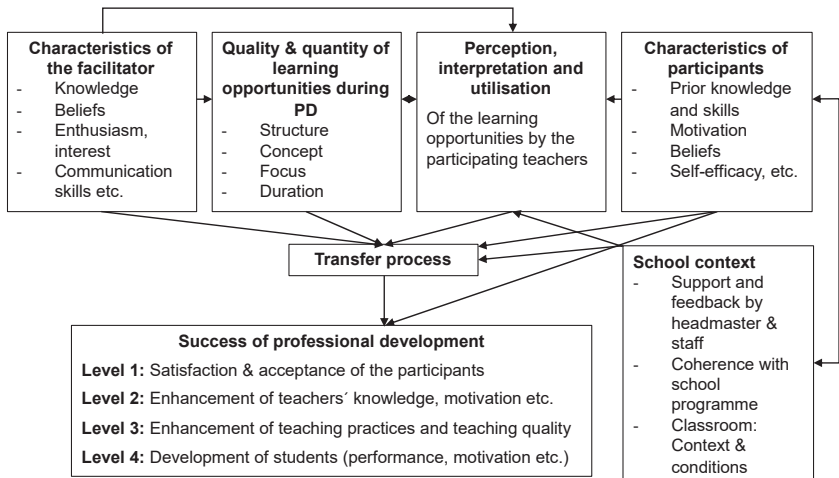 Characteristics of
the facilitator
- Knowledge
- Beliefs
- Enthusiasm,
interest
- Communication
skills etc.
Quality & quantity of
learning
opportunities during
PD
- Structure
- Concept
- Focus
- Duration
Perception,
interpretation and
utilisation
Of the learning
opportunities by the
participating teachers
Characteristics of
participants
- Prior knowledge
and skills
- Motivation
- Beliefs
- Self-efficacy, etc.
Transfer process
School context
- Support and
feedback by
headmaster &
staff
- Coherence with
school
programme
- Classroom:
Context &
conditions
Success of professional development
Level 1: Satisfaction & acceptance of the participants
Level 2: Enhancement of teachers´ knowledge, motivation etc.
Level 3: Enhancement of teaching practices and teaching quality
Level 4: Development of students (performance, motivation etc.)